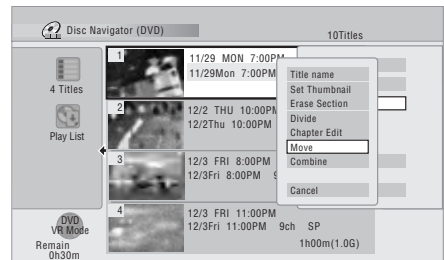 Disc Navigator (DVD)
10Titles
4 Titles
Play List
DVD
VR Mode
Remain
0h30m
1
11/29 MON 7:00PM
11/29Mon 7:00PM
2
12/2 THU 10:00PM
12/2Thu 10:00PM
3
12/3 FRI 8:00PM
12/3Fri 8:00PM
4
12/3 FRI 11:00PM
12/3Fri 11:00PM 9ch SP
1h00m(1.0G)
Title name
Set Thumbnail
Erase Section
Divide
Chapter Edit
Move
Combine
Cancel